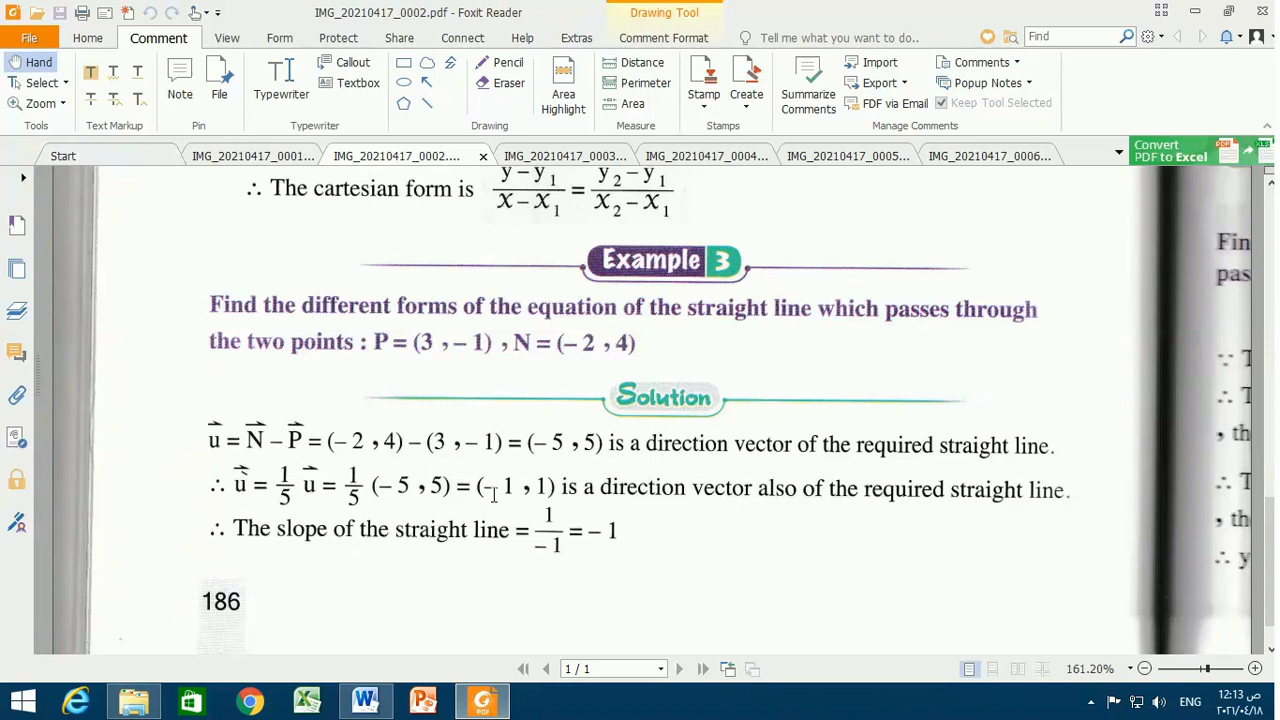 IMG_20210417_0002.pdf - Foxit Reader
Drawing Tool
File Home Comment View Form Protect Share Connect Help Extras Comment Format Tell me what you want to do... Find
Hand
Select
Zoom
Tools
Text Markup
Note
File
Pin
Typewriter
Callout
Textbox
Typewriter
Pencil
Eraser
Drawing
Area Highlight
Distance
Perimeter
Area
Measure
Stamp
Create
Stamps
Summarize Comments
Import
Export
FDF via Email
Comments
Popup Notes
Keep Tool Selected
Manage Comments
Start IMG_20210417_0001... IMG_20210417_0002.... IMG_20210417_0003... IMG_20210417_0004... IMG_20210417_0005... IMG_20210417_0006...
Convert
PDF to Excel
∴ The cartesian form is (y – y₁)/(x – x₁) = (y₂ – y₁)/(x₂ – x₁)
Example 3
Find the different forms of the equation of the straight line which passes through
the two points : P = (3 , – 1) , N = (– 2 , 4)
Solution
u⃗ = N⃗ – P⃗ = (– 2 , 4) – (3 , – 1) = (– 5 , 5) is a direction vector of the required straight line.
∴ u⃗̀ = 1/5 u⃗ = 1/5 (– 5 , 5) = (– 1 , 1) is a direction vector also of the required straight line.
∴ The slope of the straight line = 1/– 1 = – 1
186
Fin
pas
∵ T
∴ I
, th
∴ T
, th
∴ y
1 / 1
161.20%
ENG
12:13 ص
٢٠٢١/٠٤/١٨